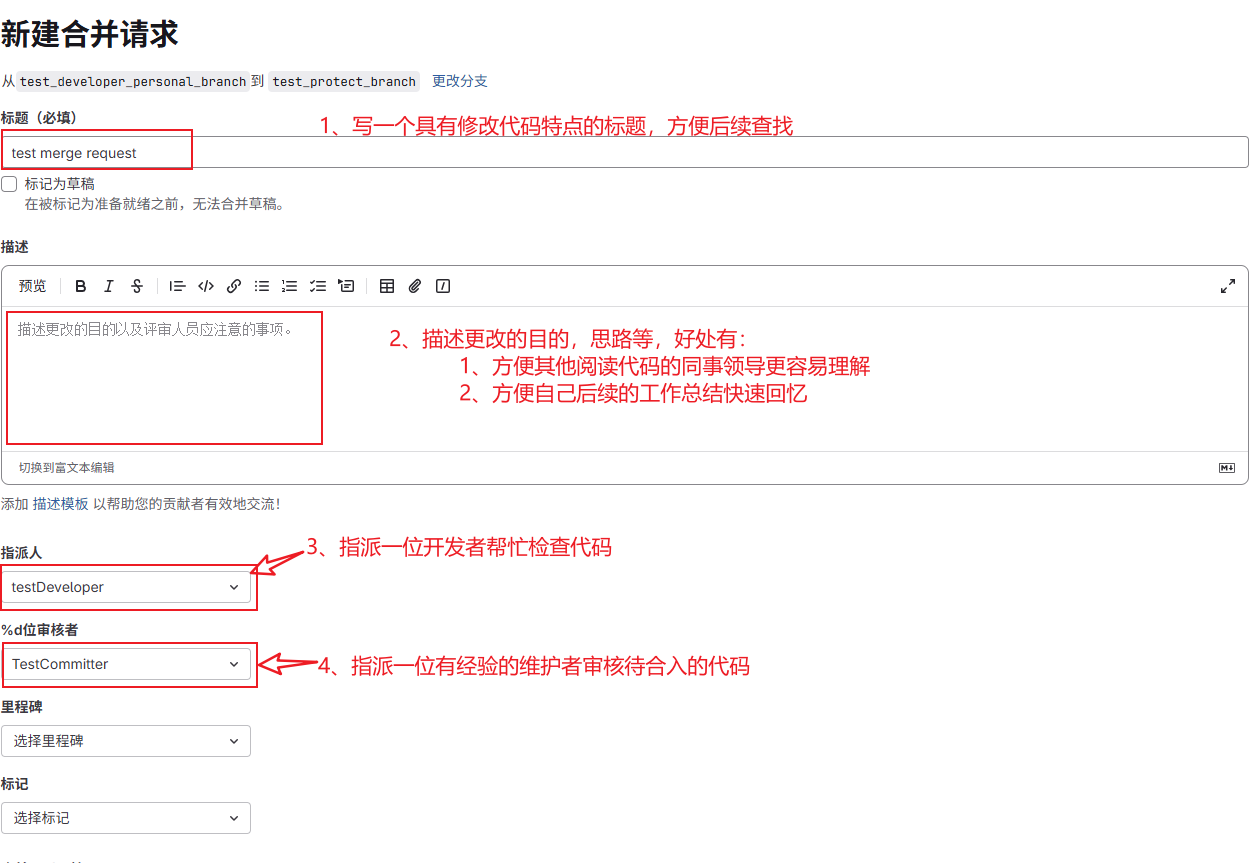 新建合并请求
从 test_developer_personal_branch 到 test_protect_branch 更改分支
标题（必填）
1、写一个具有修改代码特点的标题，方便后续查找
test merge request
标记为草稿
在被标记为准备就绪之前，无法合并草稿。
描述
预览
描述更改的目的以及评审人员应注意的事项。
2、描述更改的目的，思路等，好处有：
1、方便其他阅读代码的同事领导更容易理解
2、方便自己后续的工作总结快速回忆
切换到富文本编辑
添加 描述模板 以帮助您的贡献者有效地交流！
指派人
3、指派一位开发者帮忙检查代码
testDeveloper
%d位审核者
TestCommitter
4、指派一位有经验的维护者审核待合入的代码
里程碑
选择里程碑
标记
选择标记